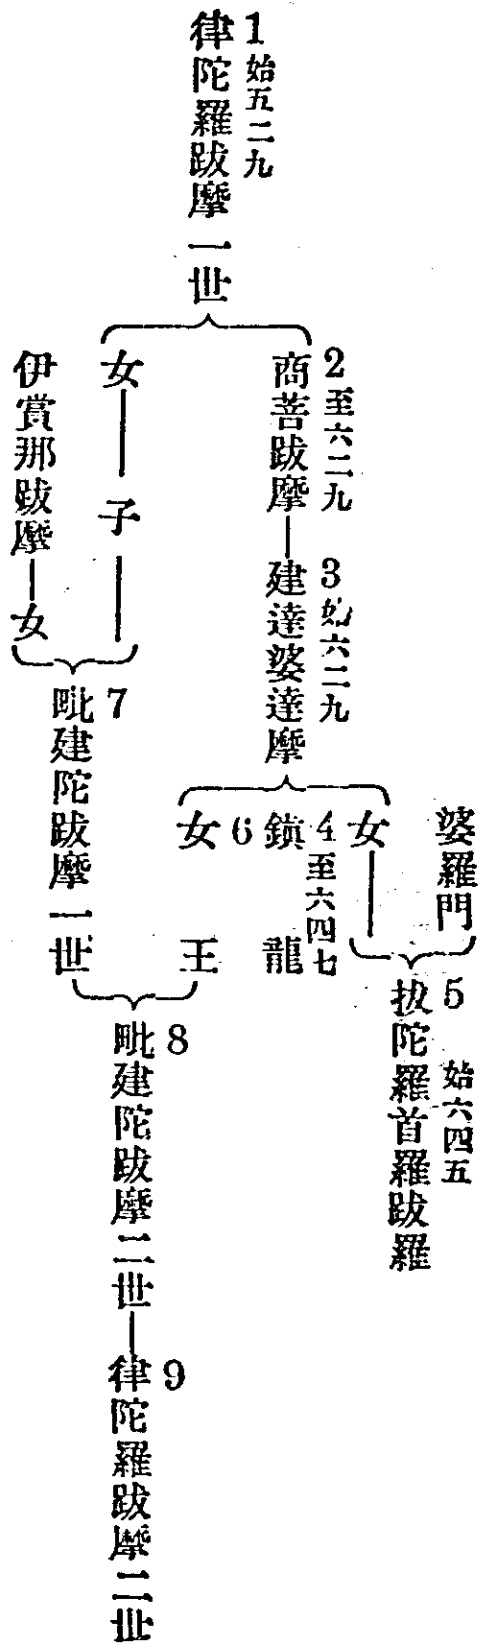 1 始五二九
律陀羅跋摩一世
2 至六二九
商菩跋摩
女
子
伊賞那跋摩
女
3 始六二九
建達婆達摩
7
毗建陀跋摩一世
婆羅門
女
4 至六四七
鎮龍
6
女王
5 始六四五
拔陀羅首羅跋羅
8
毗建陀跋摩二世
9
律陀羅跋摩二世